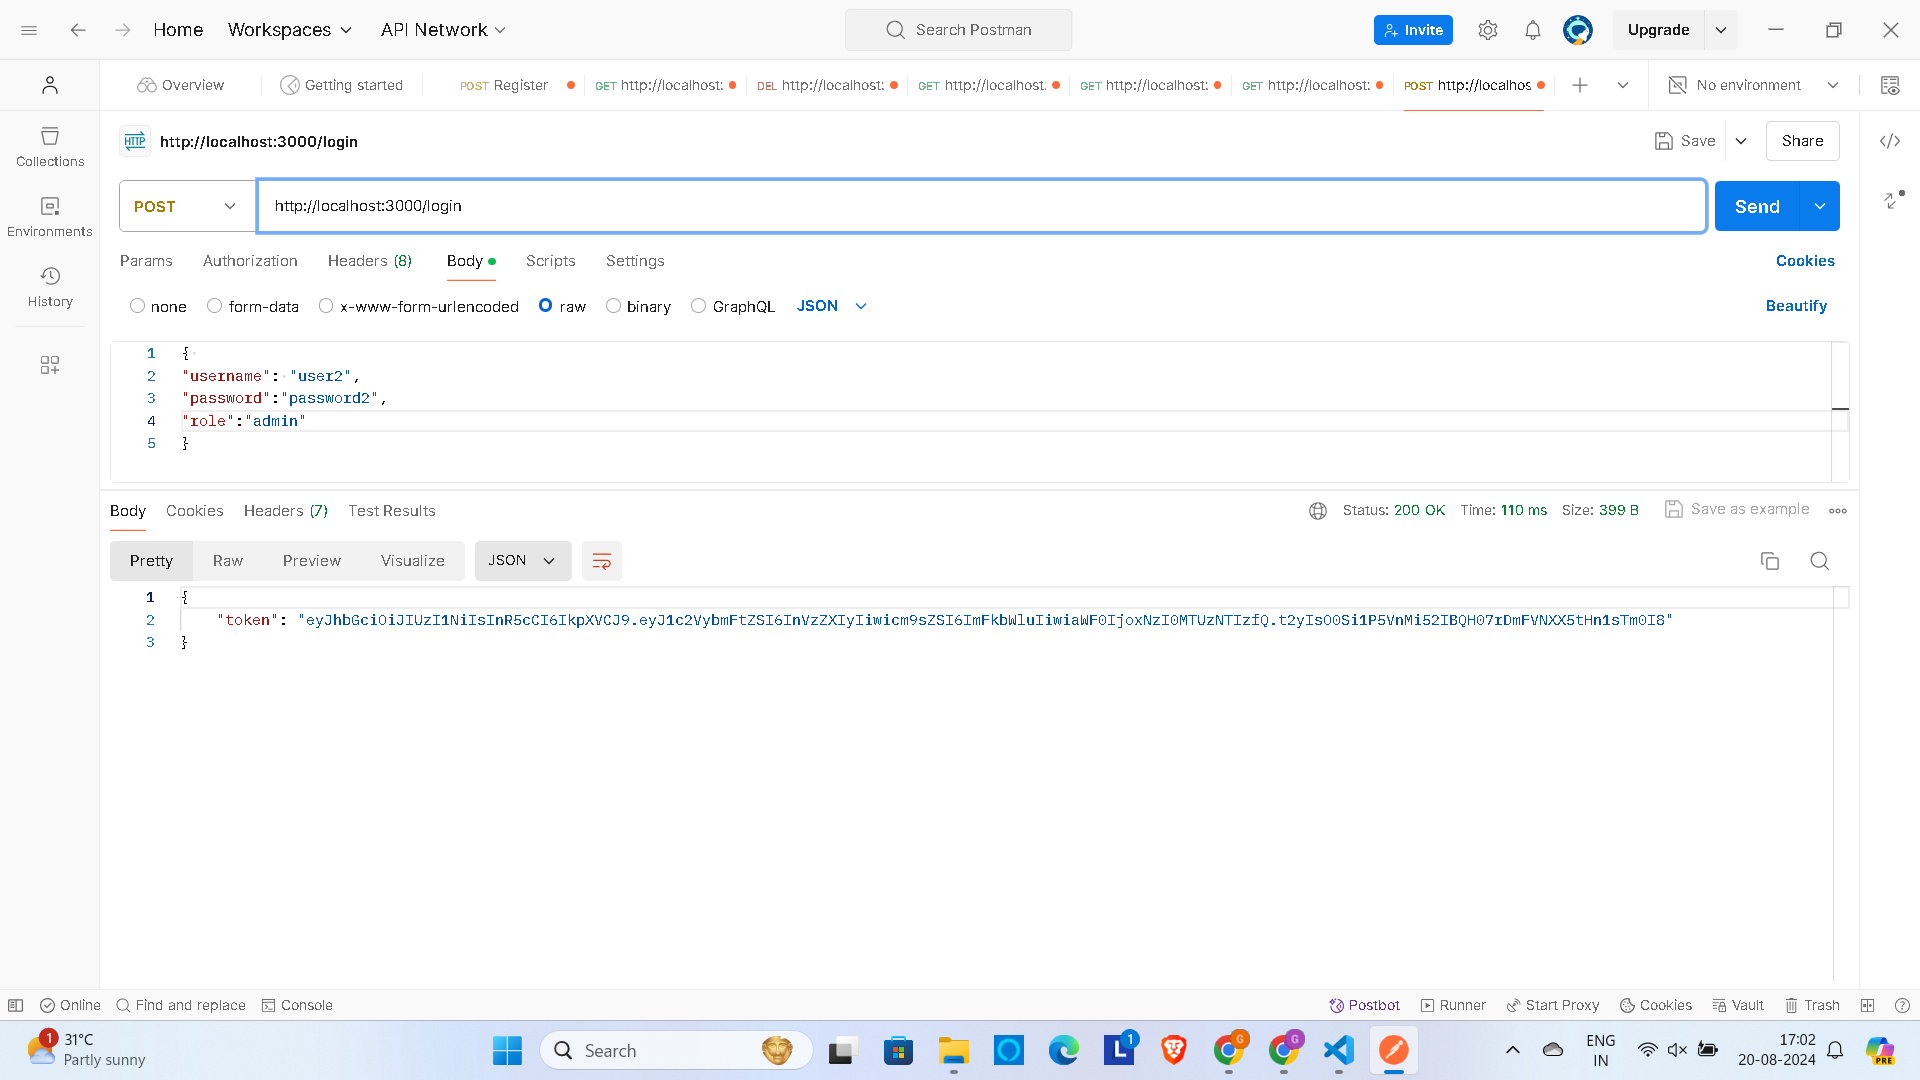 Home Workspaces API Network Search Postman Invite Upgrade
Overview Getting started POST Register GET http://localhost: DEL http://localhost: GET http://localhost: GET http://localhost: GET http://localhost: POST http://localhos No environment
HTTP http://localhost:3000/login Save Share
Collections
POST http://localhost:3000/login Send
Environments
Params Authorization Headers (8) Body Scripts Settings Cookies
History
none form-data x-www-form-urlencoded raw binary GraphQL JSON Beautify
1 {
2 "username": "user2",
3 "password":"password2",
4 "role":"admin"
5 }
Body Cookies Headers (7) Test Results Status: 200 OK Time: 110 ms Size: 399 B Save as example
Pretty Raw Preview Visualize JSON
1 {
2 "token": "eyJhbGciOiJIUzI1NiIsInR5cCI6IkpXVCJ9.eyJ1c2VybmFtZSI6InVzZXIyIiwicm9sZSI6ImFkbWluIiwiaWF0IjoxNzI0MTUzNTIzfQ.t2yIsO0Si1P5VnMi52IBQH07rDmFVNXX5tHn1sTm0I8"
3 }
Online Find and replace Console Postbot Runner Start Proxy Cookies Vault Trash
1 31°C
Partly sunny
Search
L 1 G G
ENG
IN
17:02
20-08-2024
PRE